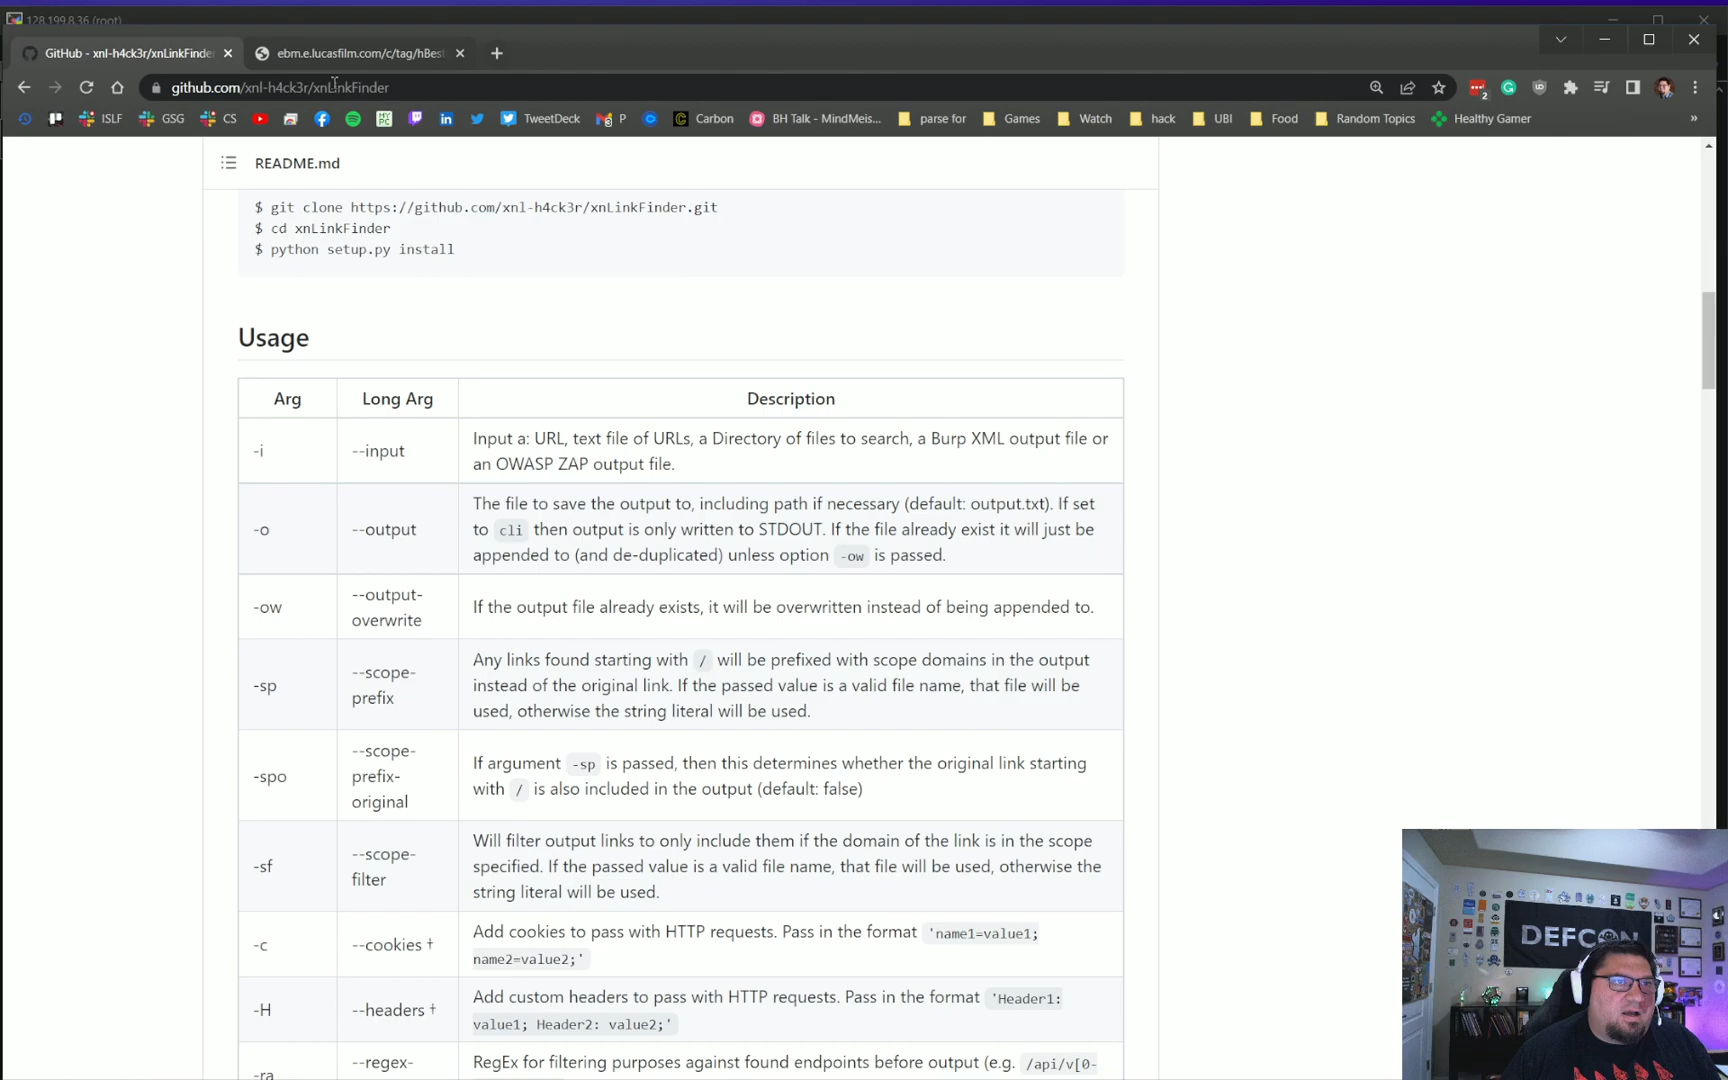 128.199.8.36 (root)
GitHub - xnl-h4ck3r/xnLinkFinder
ebm.e.lucasfilm.com/c/tag/hBes
github.com/xnl-h4ck3r/xnLinkFinder
2
ISLF
GSG
CS
MY
PC
TweetDeck
3
P
Carbon
BH Talk - MindMeis...
parse for
Games
Watch
hack
UBI
Food
Random Topics
Healthy Gamer
»
README.md
$ git clone https://github.com/xnl-h4ck3r/xnLinkFinder.git
$ cd xnLinkFinder
$ python setup.py install
Usage
Arg Long Arg Description
-i --input Input a: URL, text file of URLs, a Directory of files to search, a Burp XML output file or
an OWASP ZAP output file.
-o --output The file to save the output to, including path if necessary (default: output.txt). If set
to cli then output is only written to STDOUT. If the file already exist it will just be
appended to (and de-duplicated) unless option -ow is passed.
-ow --output-
overwrite If the output file already exists, it will be overwritten instead of being appended to.
-sp --scope-
prefix Any links found starting with / will be prefixed with scope domains in the output
instead of the original link. If the passed value is a valid file name, that file will be
used, otherwise the string literal will be used.
-spo --scope-
prefix-
original If argument -sp is passed, then this determines whether the original link starting
with / is also included in the output (default: false)
-sf --scope-
filter Will filter output links to only include them if the domain of the link is in the scope
specified. If the passed value is a valid file name, that file will be used, otherwise the
string literal will be used.
-c --cookies † Add cookies to pass with HTTP requests. Pass in the format 'name1=value1;
name2=value2;'
-H --headers † Add custom headers to pass with HTTP requests. Pass in the format 'Header1:
value1; Header2: value2;'
-ra --regex- RegEx for filtering purposes against found endpoints before output (e.g. /api/v[0-
DEFCON